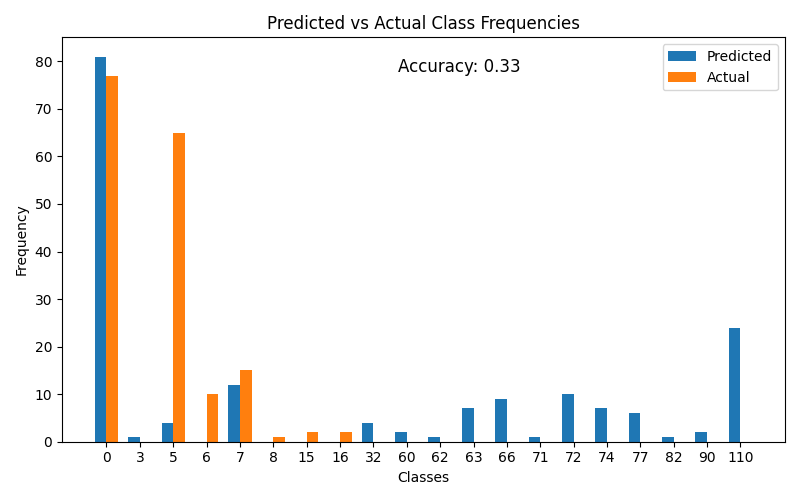 Predicted vs Actual Class Frequencies
Accuracy: 0.33
Predicted
Actual
Frequency
80
70
60
50
40
30
20
10
0
0 3 5 6 7 8 15 16 32 60 62 63 66 71 72 74 77 82 90 110
Classes